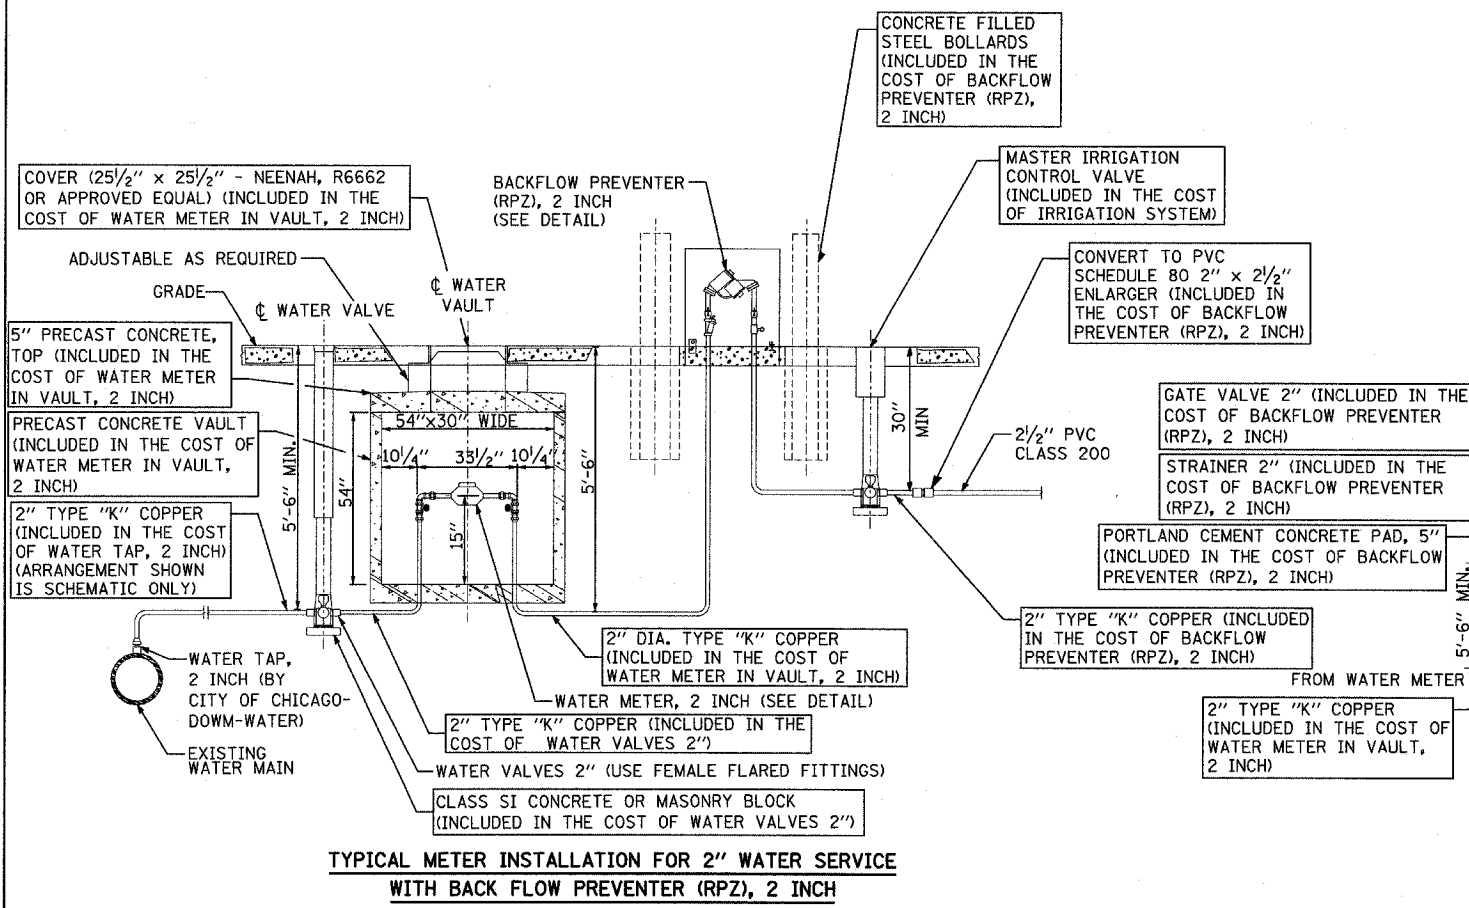 CONCRETE FILLED
STEEL BOLLARDS
(INCLUDED IN THE
COST OF BACKFLOW
PREVENTER (RPZ),
2 INCH)
COVER (25 1/2" x 25 1/2" - NEENAH, R6662
OR APPROVED EQUAL) (INCLUDED IN THE
COST OF WATER METER IN VAULT, 2 INCH)
BACKFLOW PREVENTER
(RPZ), 2 INCH
(SEE DETAIL)
MASTER IRRIGATION
CONTROL VALVE
(INCLUDED IN THE COST
OF IRRIGATION SYSTEM)
ADJUSTABLE AS REQUIRED
GRADE
℄ WATER VALVE
℄ WATER
VAULT
CONVERT TO PVC
SCHEDULE 80 2" x 2 1/2"
ENLARGER (INCLUDED IN
THE COST OF BACKFLOW
PREVENTER (RPZ), 2 INCH)
5" PRECAST CONCRETE,
TOP (INCLUDED IN THE
COST OF WATER METER
IN VAULT, 2 INCH)
PRECAST CONCRETE VAULT
(INCLUDED IN THE COST OF
WATER METER IN VAULT,
2 INCH)
2" TYPE "K" COPPER
(INCLUDED IN THE COST
OF WATER TAP, 2 INCH)
(ARRANGEMENT SHOWN
IS SCHEMATIC ONLY)
5'-6" MIN.
54"x30" WIDE
10 1/4" 33 1/2" 10 1/4"
54"
15"
5'-6"
30"
MIN
2 1/2" PVC
CLASS 200
GATE VALVE 2" (INCLUDED IN THE
COST OF BACKFLOW PREVENTER
(RPZ), 2 INCH)
STRAINER 2" (INCLUDED IN THE
COST OF BACKFLOW PREVENTER
(RPZ), 2 INCH)
PORTLAND CEMENT CONCRETE PAD, 5"
(INCLUDED IN THE COST OF BACKFLOW
PREVENTER (RPZ), 2 INCH)
5'-6" MIN.
2" TYPE "K" COPPER (INCLUDED
IN THE COST OF BACKFLOW
PREVENTER (RPZ), 2 INCH)
FROM WATER METER
2" TYPE "K" COPPER
(INCLUDED IN THE COST OF
WATER METER IN VAULT,
2 INCH)
2" DIA. TYPE "K" COPPER
(INCLUDED IN THE COST OF
WATER METER IN VAULT, 2 INCH)
WATER METER, 2 INCH (SEE DETAIL)
WATER TAP,
2 INCH (BY
CITY OF CHICAGO-
DOWM-WATER)
EXISTING
WATER MAIN
2" TYPE "K" COPPER (INCLUDED IN THE
COST OF WATER VALVES 2")
WATER VALVES 2" (USE FEMALE FLARED FITTINGS)
CLASS SI CONCRETE OR MASONRY BLOCK
(INCLUDED IN THE COST OF WATER VALVES 2")
TYPICAL METER INSTALLATION FOR 2" WATER SERVICE
WITH BACK FLOW PREVENTER (RPZ), 2 INCH